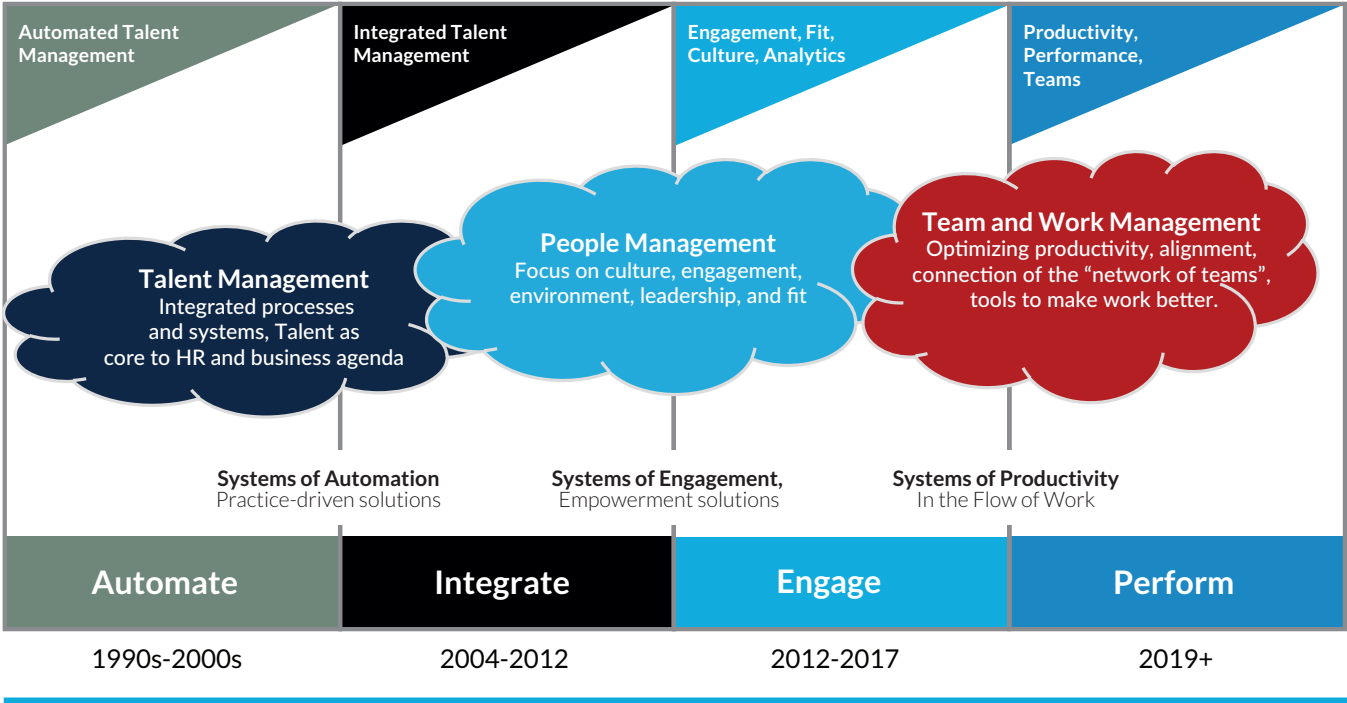 Automated Talent
Management
Integrated Talent
Management
Engagement, Fit,
Culture, Analytics
Productivity,
Performance,
Teams
Talent Management
Integrated processes
and systems, Talent as
core to HR and business agenda
People Management
Focus on culture, engagement,
environment, leadership, and fit
Team and Work Management
Optimizing productivity, alignment,
connection of the “network of teams”,
tools to make work better.
Systems of Automation
Practice-driven solutions
Systems of Engagement,
Empowerment solutions
Systems of Productivity
In the Flow of Work
Automate
Integrate
Engage
Perform
1990s-2000s
2004-2012
2012-2017
2019+